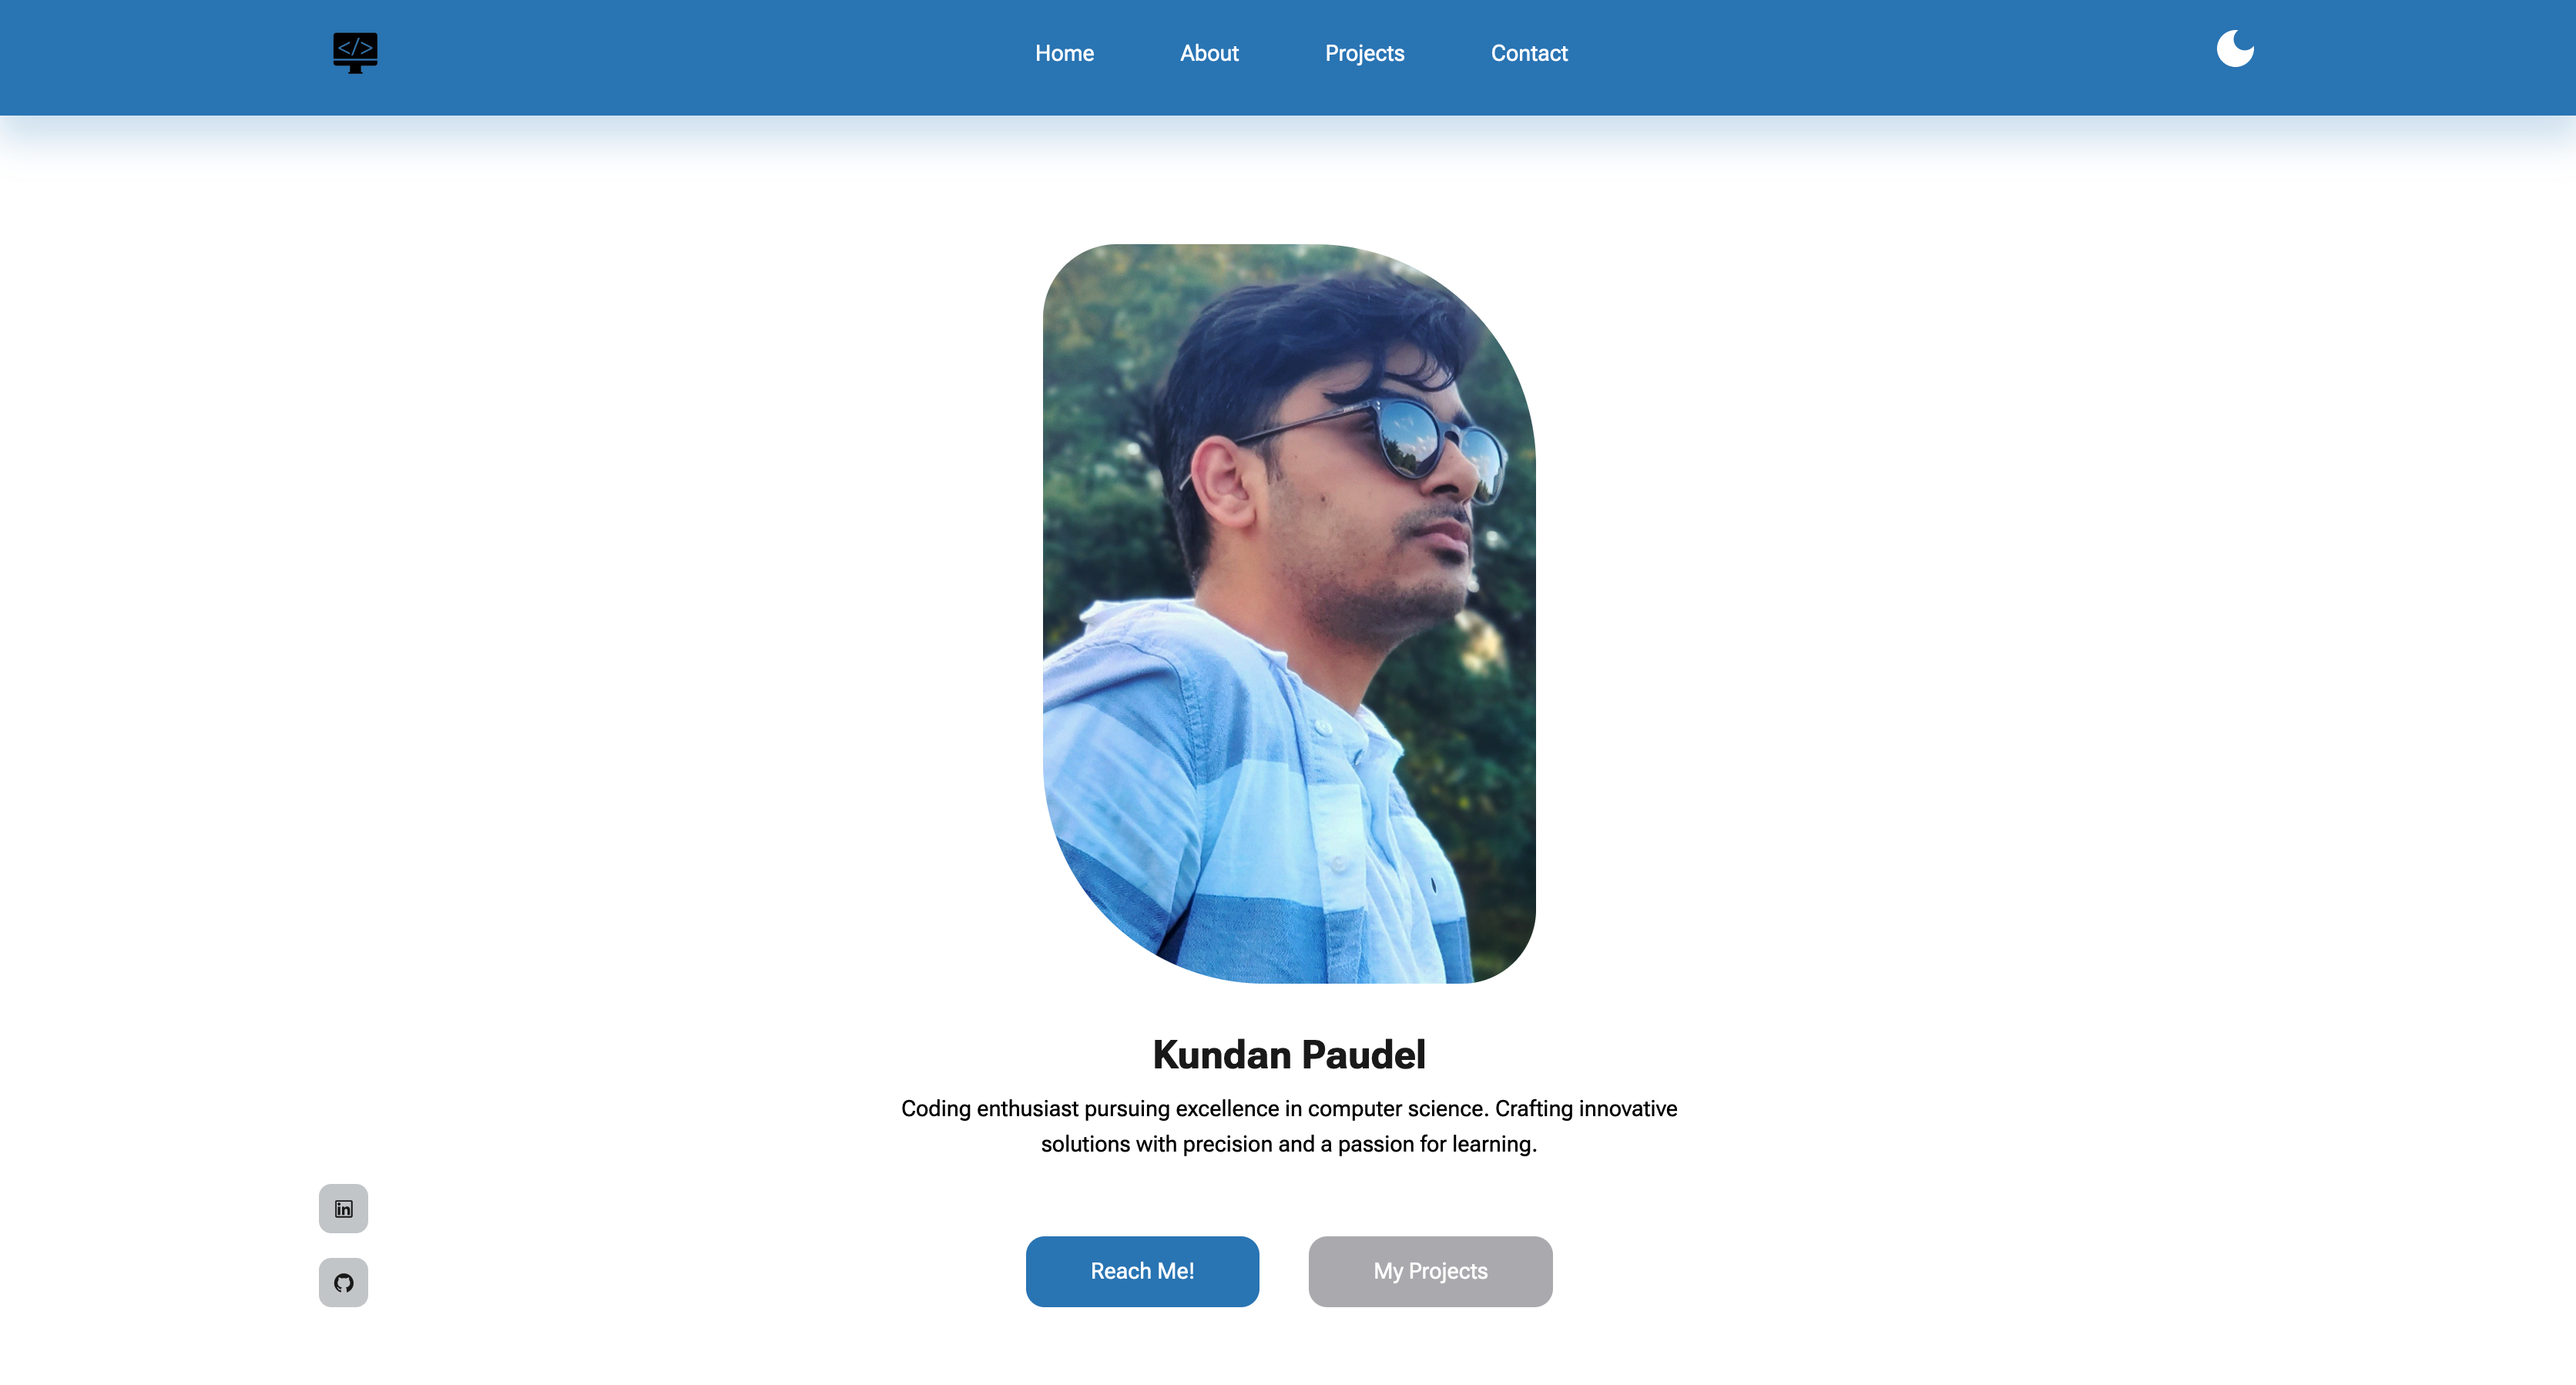 </>
Home About Projects Contact
Kundan Paudel
Coding enthusiast pursuing excellence in computer science. Crafting innovative
solutions with precision and a passion for learning.
in
Reach Me! My Projects